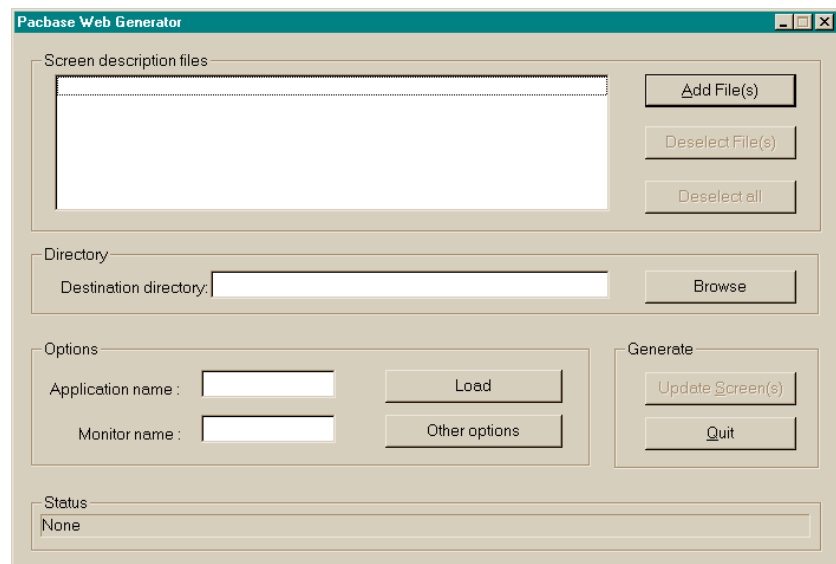 Pacbase Web Generator
Screen description files
Add File(s)
Deselect File(s)
Deselect all
Directory
Destination directory:
Browse
Options
Application name :
Load
Monitor name :
Other options
Generate
Update Screen(s)
Quit
Status
None